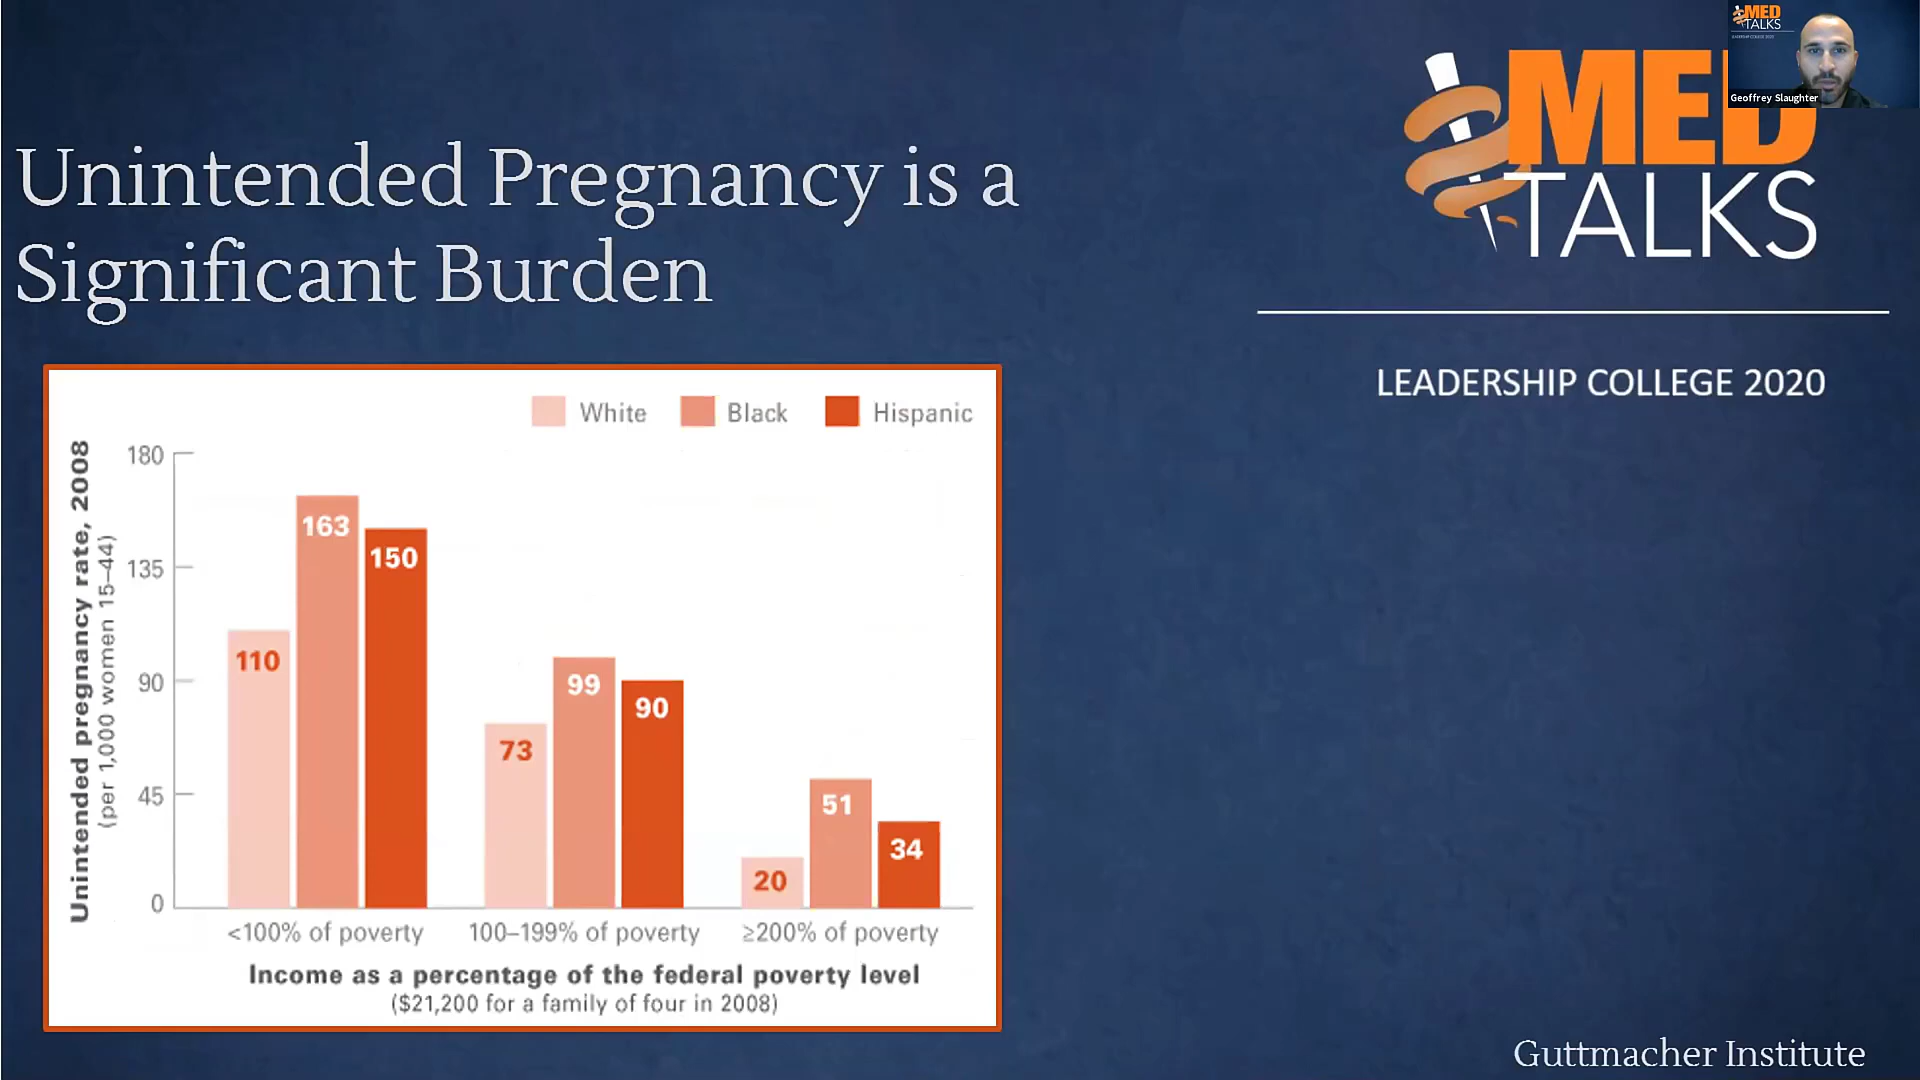 MED
TALKS
Geoffrey Slaughter
MED
TALKS
Unintended Pregnancy is a
Significant Burden
LEADERSHIP COLLEGE 2020
White
Black
Hispanic
Unintended pregnancy rate, 2008
(per 1,000 women 15–44)
180
135
90
45
0
110
163
150
73
99
90
20
51
34
<100% of poverty
100–199% of poverty
≥200% of poverty
Income as a percentage of the federal poverty level
($21,200 for a family of four in 2008)
Guttmacher Institute